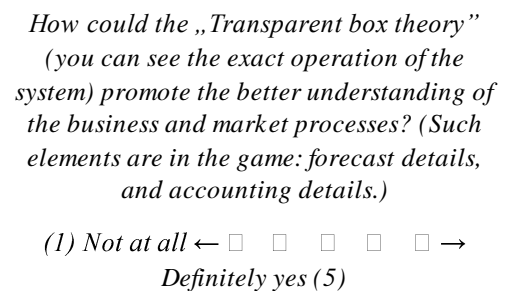 How could the „Transparent box theory”
(you can see the exact operation of the
system) promote the better understanding of
the business and market processes? (Such
elements are in the game: forecast details,
and accounting details.)
(1) Not at all ← □ □ □ □ □ →
Definitely yes (5)